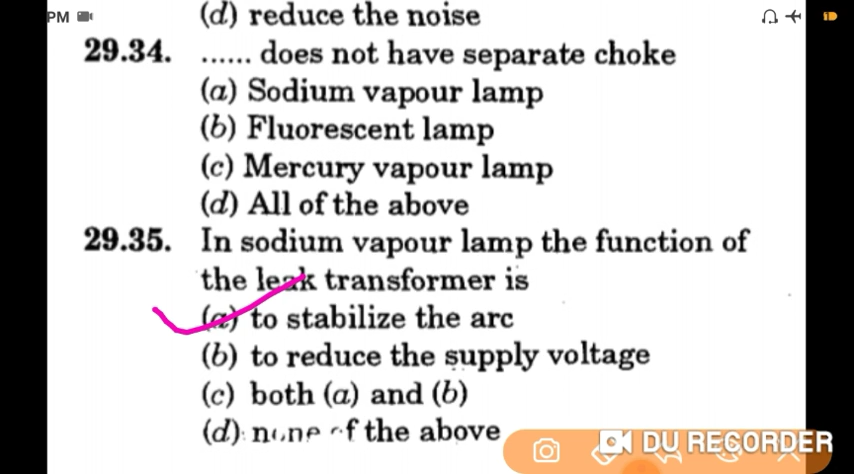 PM
(d) reduce the noise
29.34. ...... does not have separate choke
(a) Sodium vapour lamp
(b) Fluorescent lamp
(c) Mercury vapour lamp
(d) All of the above
29.35. In sodium vapour lamp the function of
the leak transformer is
(a) to stabilize the arc
(b) to reduce the supply voltage
(c) both (a) and (b)
(d) none of the above
DU RECORDER